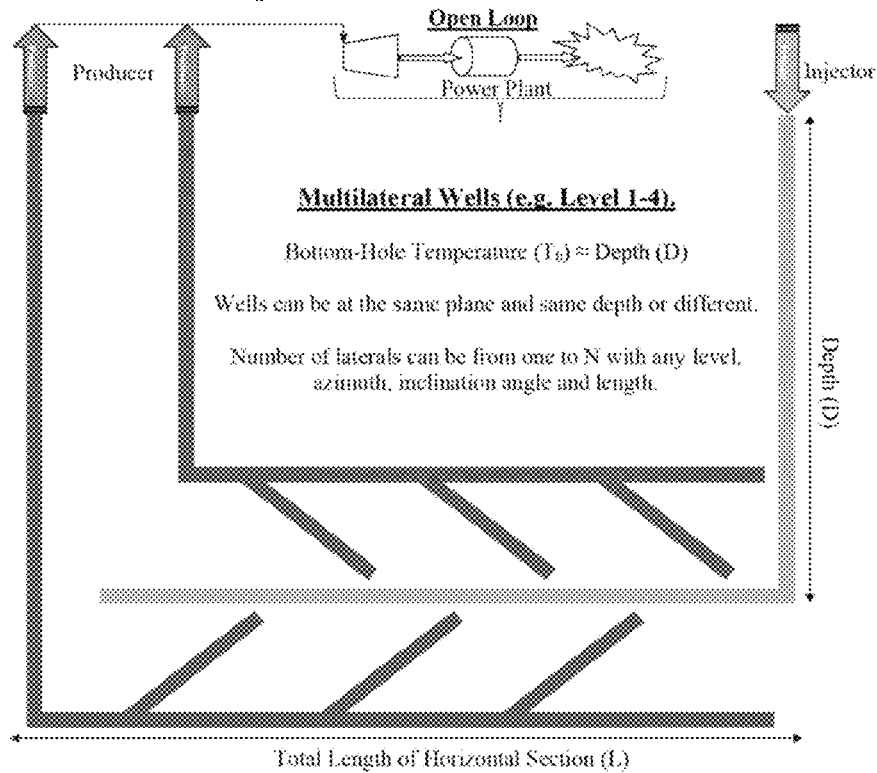 Open Loop
Producer
Power Plant
Injector
Multilateral Wells (e.g. Level 1-4).
Bottom-Hole Temperature (T₀) ≈ Depth (D)
Wells can be at the same plane and same depth or different.
Number of laterals can be from one to N with any level,
azimuth, inclination angle and length.
Depth (D)
Total Length of Horizontal Section (L)